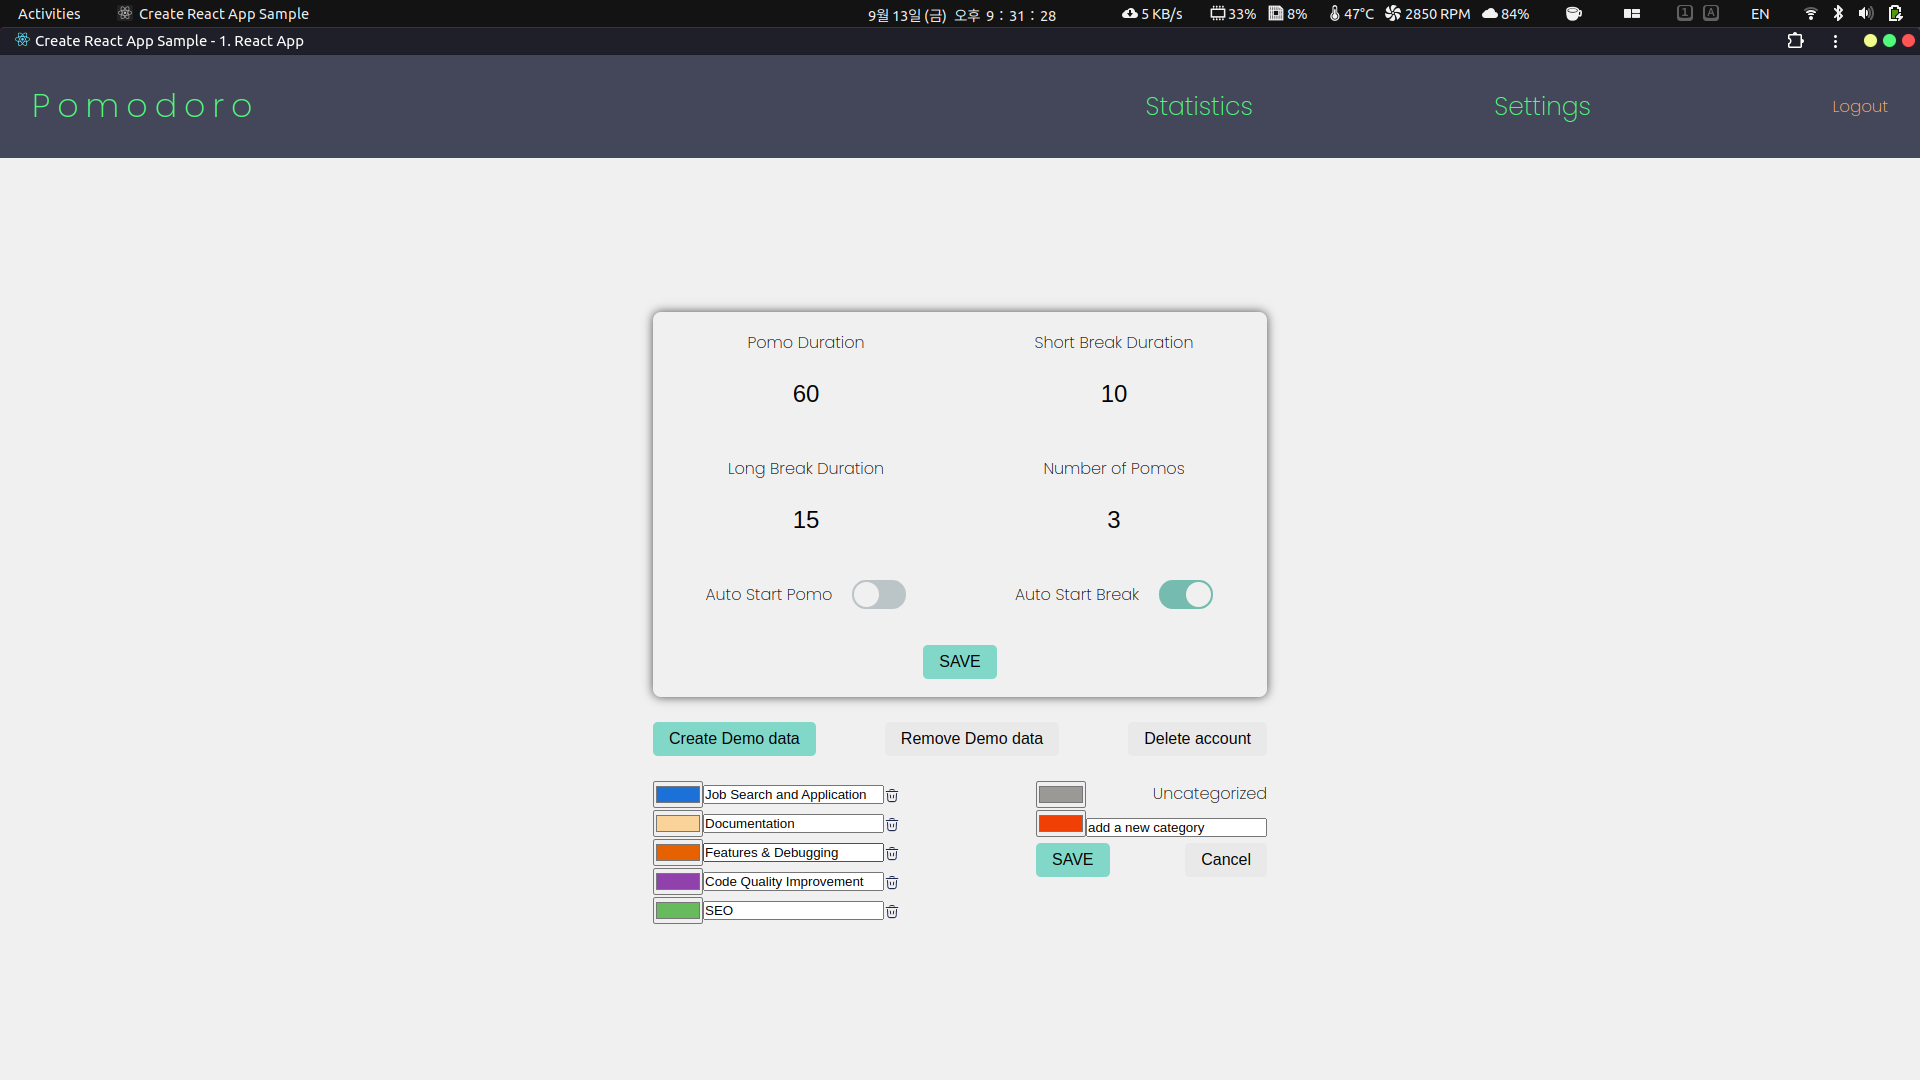 Activities Create React App Sample 9월 13일 (금) 오후 9 : 31 : 28 5 KB/s 33% 8% 47°C 2850 RPM 84% 1 A EN
Create React App Sample - 1. React App
Pomodoro Statistics Settings Logout
Pomo Duration Short Break Duration
60 10
Long Break Duration Number of Pomos
15 3
Auto Start Pomo Auto Start Break
SAVE
Create Demo data Remove Demo data Delete account
Job Search and Application Uncategorized
Documentation add a new category
Features & Debugging SAVE Cancel
Code Quality Improvement
SEO